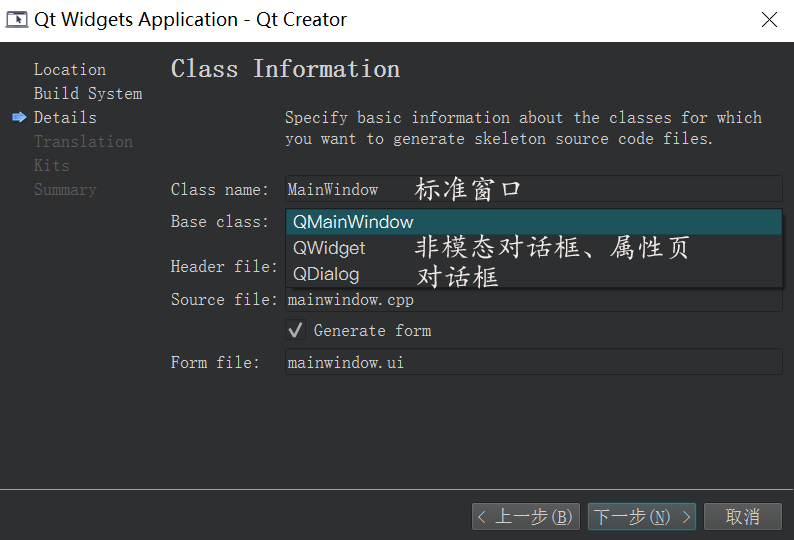 Qt Widgets Application - Qt Creator
Location
Build System
Details
Translation
Kits
Summary
Class Information
Specify basic information about the classes for which
you want to generate skeleton source code files.
Class name: MainWindow 标准窗口
Base class: QMainWindow
QWidget 非模态对话框、属性页
QDialog 对话框
Header file:
Source file: mainwindow.cpp
Generate form
Form file: mainwindow.ui
< 上一步(B) 下一步(N) > 取消